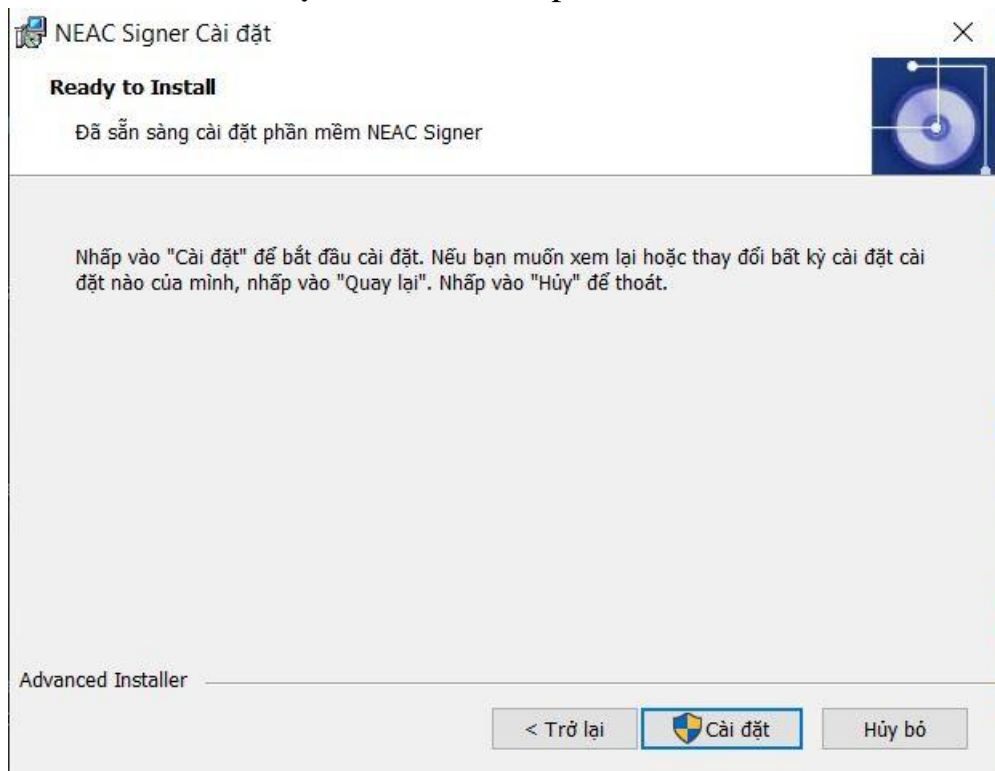 NEAC Signer Cài đặt
Ready to Install
Đã sẵn sàng cài đặt phần mềm NEAC Signer
Nhấp vào "Cài đặt" để bắt đầu cài đặt. Nếu bạn muốn xem lại hoặc thay đổi bất kỳ cài đặt cài
đặt nào của mình, nhấp vào "Quay lại". Nhấp vào "Hủy" để thoát.
Advanced Installer
< Trở lại
Cài đặt
Hủy bỏ